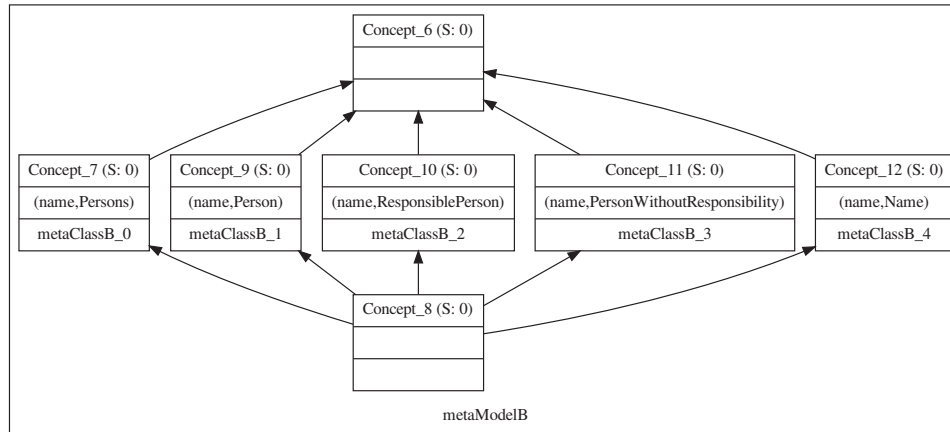 Concept_6 (S: 0)
Concept_7 (S: 0)
(name,Persons)
metaClassB_0
Concept_9 (S: 0)
(name,Person)
metaClassB_1
Concept_10 (S: 0)
(name,ResponsiblePerson)
metaClassB_2
Concept_11 (S: 0)
(name,PersonWithoutResponsibility)
metaClassB_3
Concept_12 (S: 0)
(name,Name)
metaClassB_4
Concept_8 (S: 0)
metaModelB